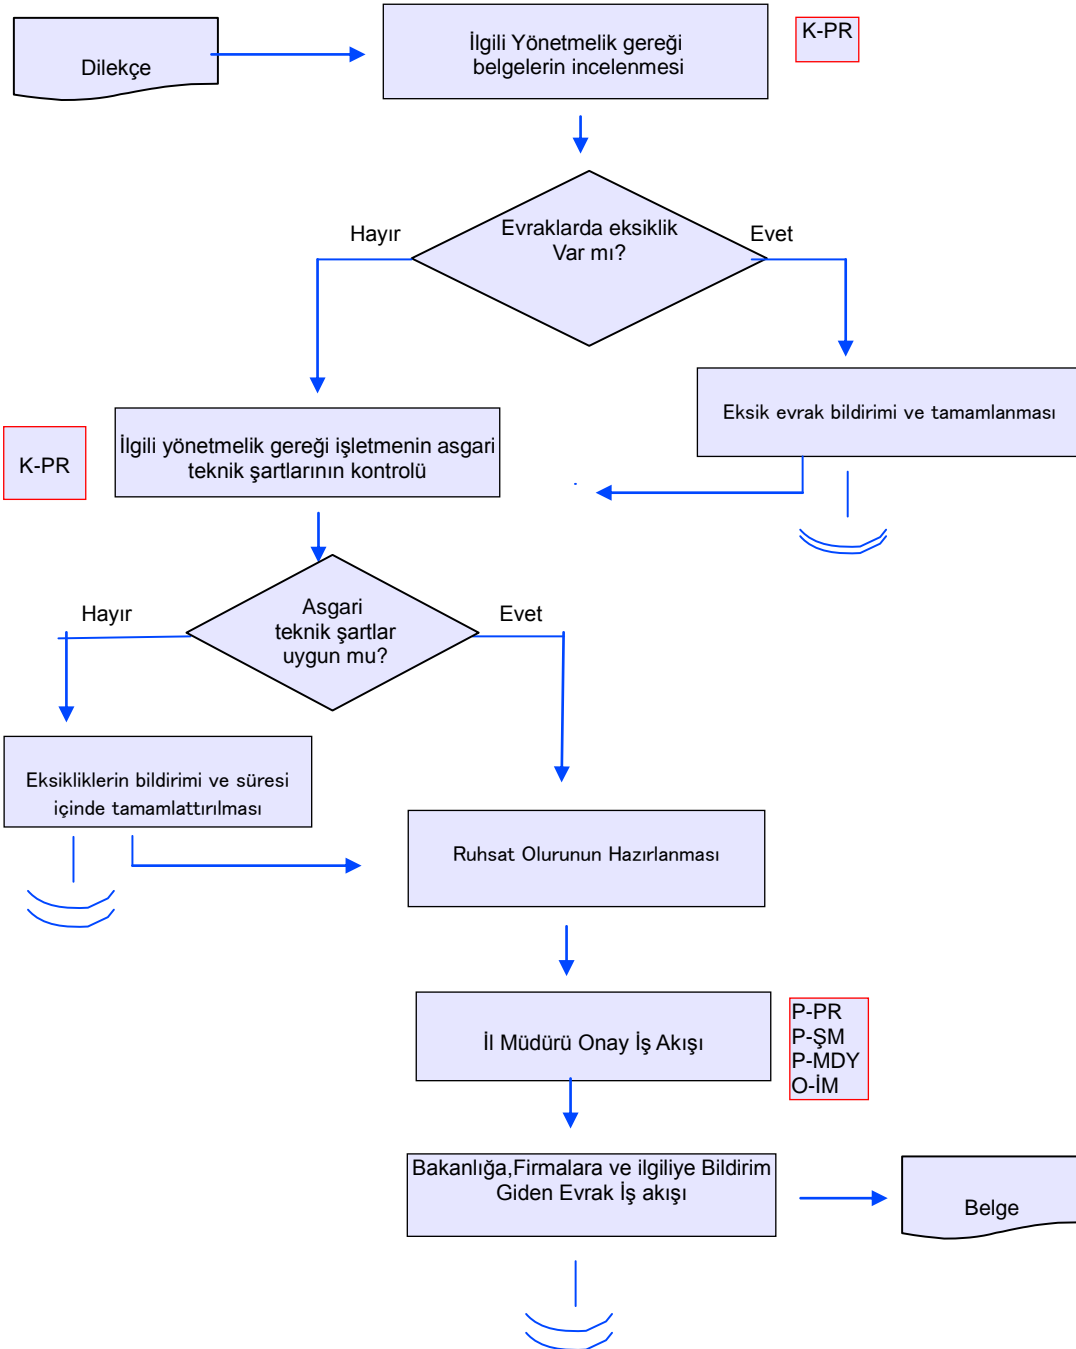 Dilekçe
İlgili Yönetmelik gereği
belgelerin incelenmesi
K-PR
Evraklarda eksiklik
Var mı?
Hayır
Evet
Eksik evrak bildirimi ve tamamlanması
K-PR
İlgili yönetmelik gereği işletmenin asgari
teknik şartlarının kontrolü
Asgari
teknik şartlar
uygun mu?
Hayır
Evet
Eksikliklerin bildirimi ve süresi
içinde tamamlattırılması
Ruhsat Olurunun Hazırlanması
İl Müdürü Onay İş Akışı
P-PR
P-ŞM
P-MDY
O-İM
Bakanlığa,Firmalara ve ilgiliye Bildirim
Giden Evrak İş akışı
Belge